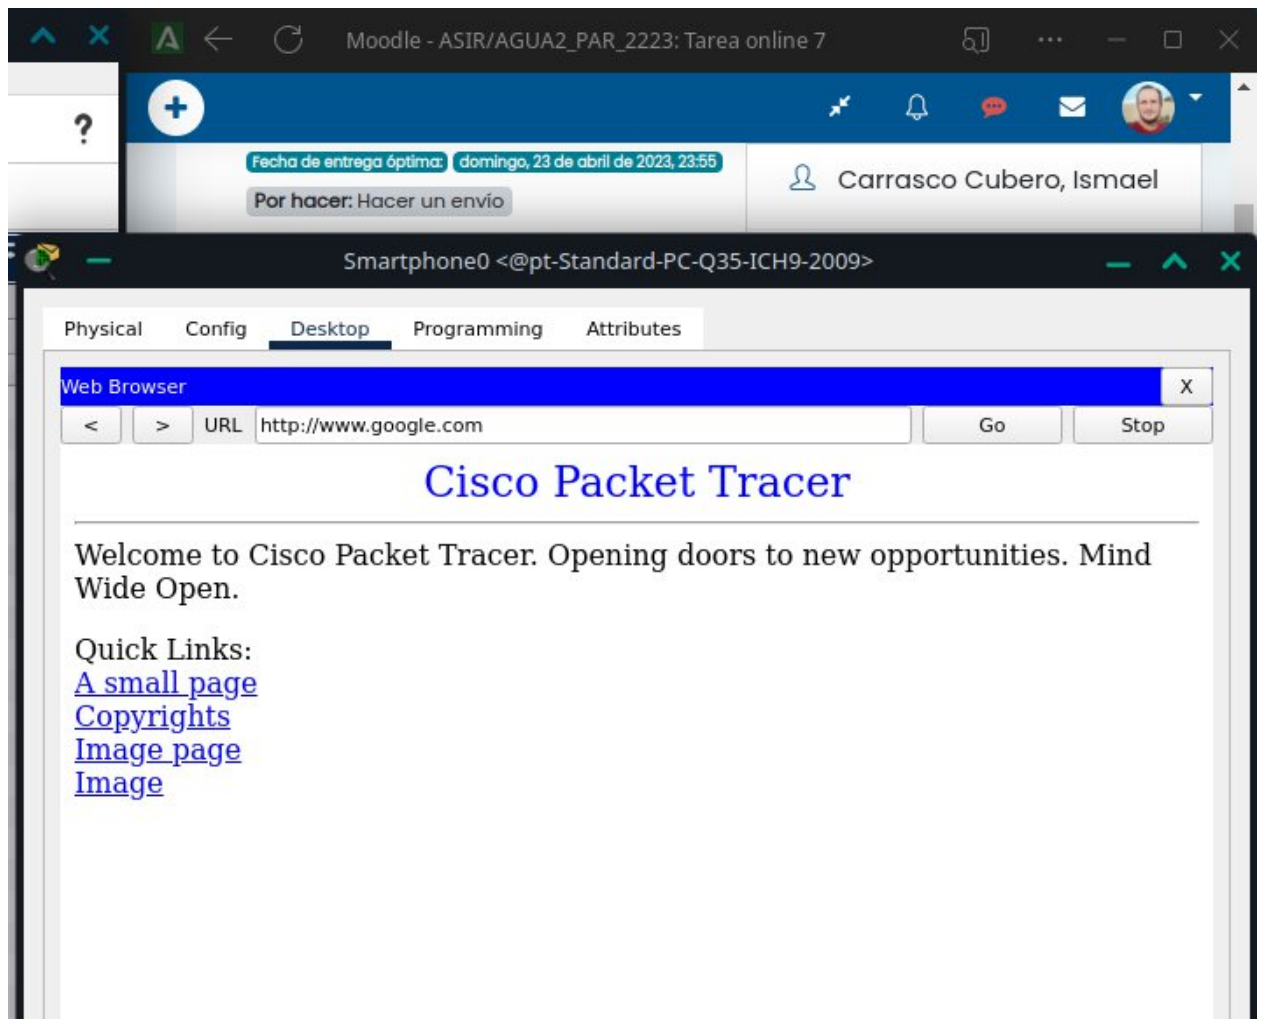 Moodle - ASIR/AGUA2_PAR_2223: Tarea online 7
?
Fecha de entrega óptima: domingo, 23 de abril de 2023, 23:55
Carrasco Cubero, Ismael
Por hacer: Hacer un envío
Smartphone0 <@pt-Standard-PC-Q35-ICH9-2009>
Physical Config Desktop Programming Attributes
Web Browser X
< > URL http://www.google.com Go Stop
Cisco Packet Tracer
Welcome to Cisco Packet Tracer. Opening doors to new opportunities. Mind
Wide Open.
Quick Links:
A small page
Copyrights
Image page
Image